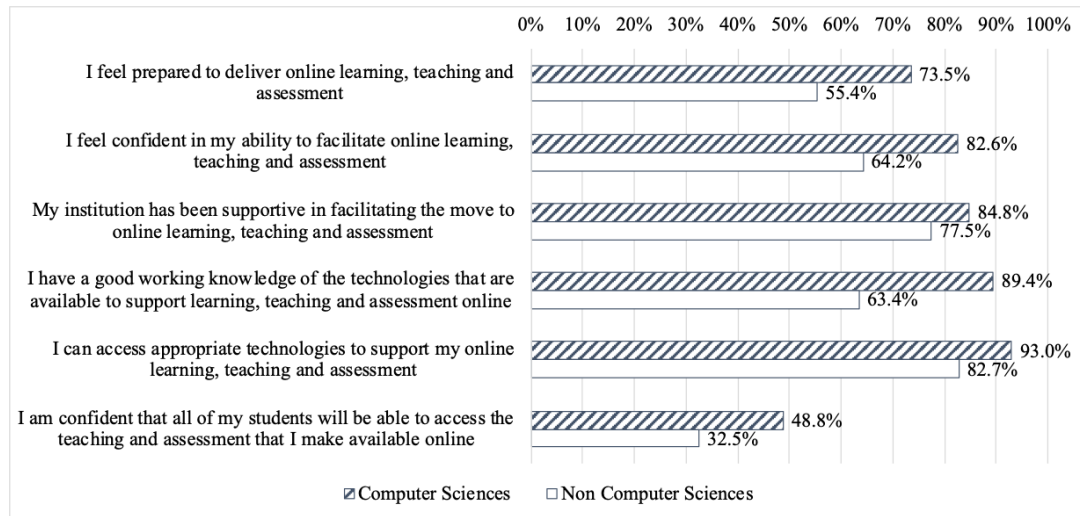 0% 10% 20% 30% 40% 50% 60% 70% 80% 90% 100%
I feel prepared to deliver online learning, teaching and
assessment
73.5%
55.4%
I feel confident in my ability to facilitate online learning,
teaching and assessment
82.6%
64.2%
My institution has been supportive in facilitating the move to
online learning, teaching and assessment
84.8%
77.5%
I have a good working knowledge of the technologies that are
available to support learning, teaching and assessment online
89.4%
63.4%
I can access appropriate technologies to support my online
learning, teaching and assessment
93.0%
82.7%
I am confident that all of my students will be able to access the
teaching and assessment that I make available online
48.8%
32.5%
Computer Sciences Non Computer Sciences